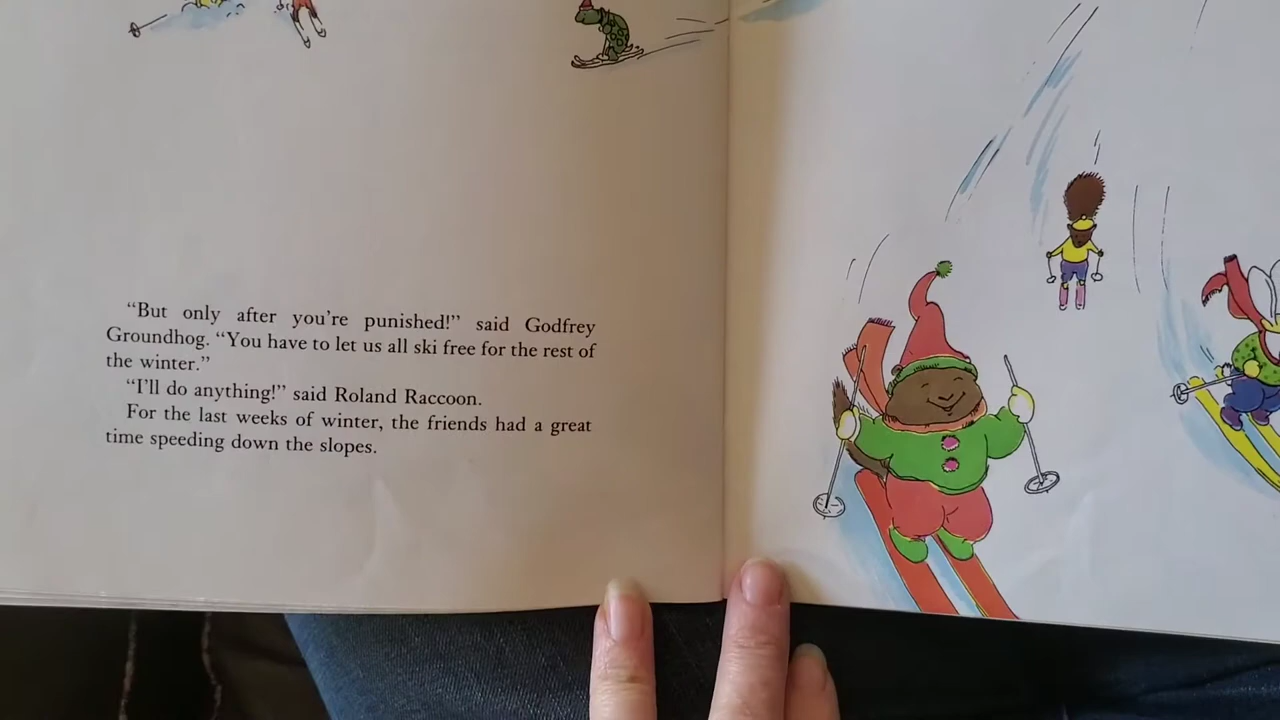 “But only after you’re punished!” said Godfrey
Groundhog. “You have to let us all ski free for the rest of
the winter.”
“I’ll do anything!” said Roland Raccoon.
For the last weeks of winter, the friends had a great
time speeding down the slopes.